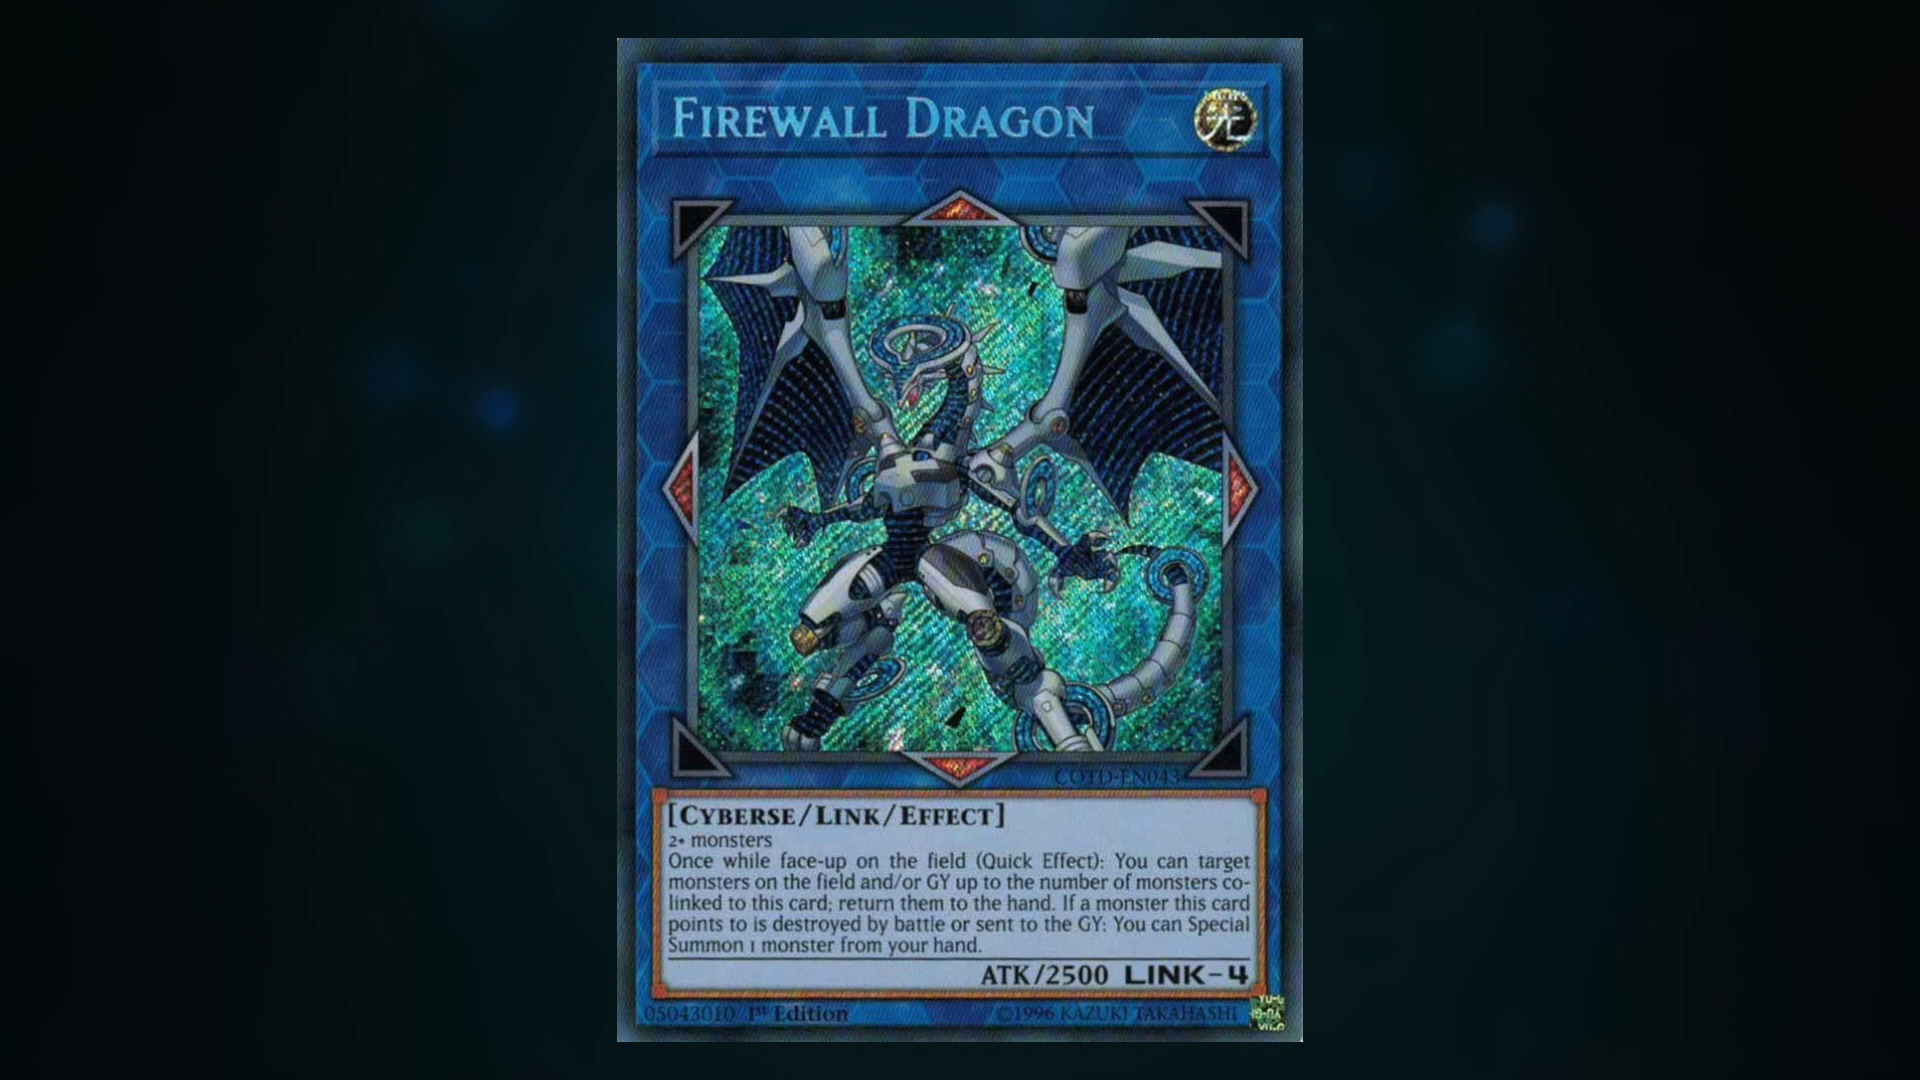 FIREWALL DRAGON
光
COTD-EN043
[CYBERSE/LINK/EFFECT]
2+ monsters
Once while face-up on the field (Quick Effect): You can target
monsters on the field and/or GY up to the number of monsters co-
linked to this card; return them to the hand. If a monster this card
points to is destroyed by battle or sent to the GY: You can Special
Summon 1 monster from your hand.
ATK/2500 LINK-4
05043010 1st Edition ©1996 KAZUKI TAKAHASHI